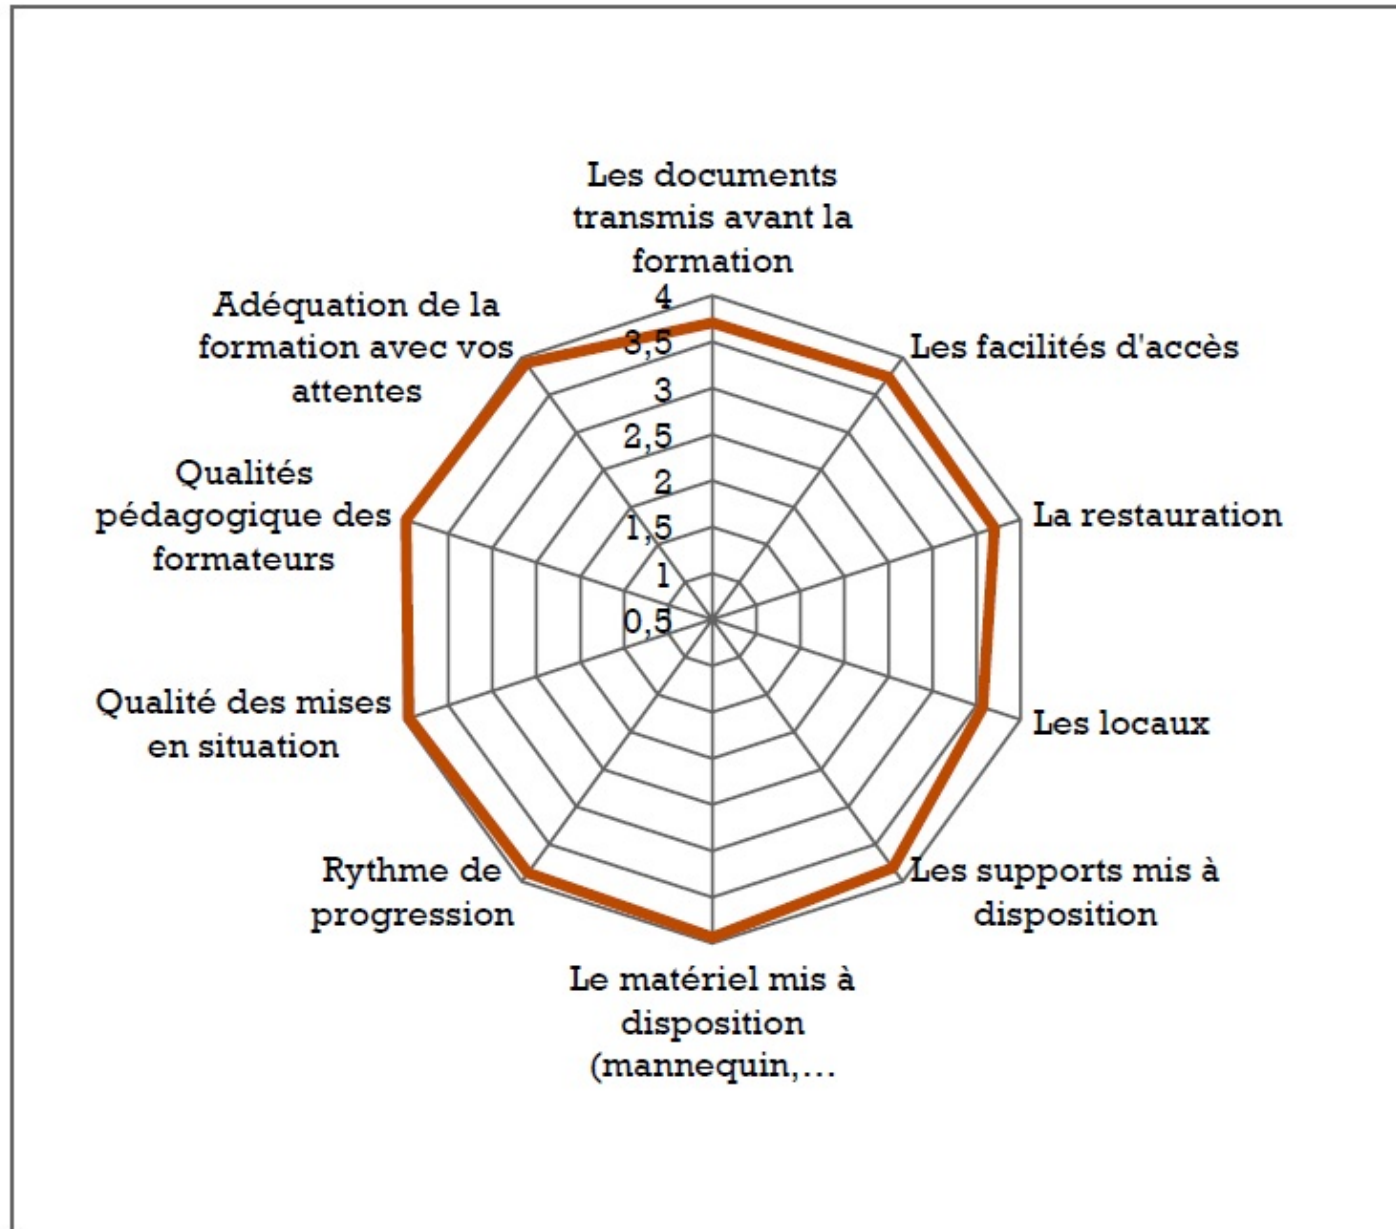 Les documents
transmis avant la
formation
Adéquation de la
formation avec vos
attentes
Les facilités d'accès
Qualités
pédagogique des
formateurs
La restauration
Qualité des mises
en situation
Les locaux
Rythme de
progression
Les supports mis à
disposition
Le matériel mis à
disposition
(mannequin,...
4
3,5
3
2,5
2
1,5
1
0,5